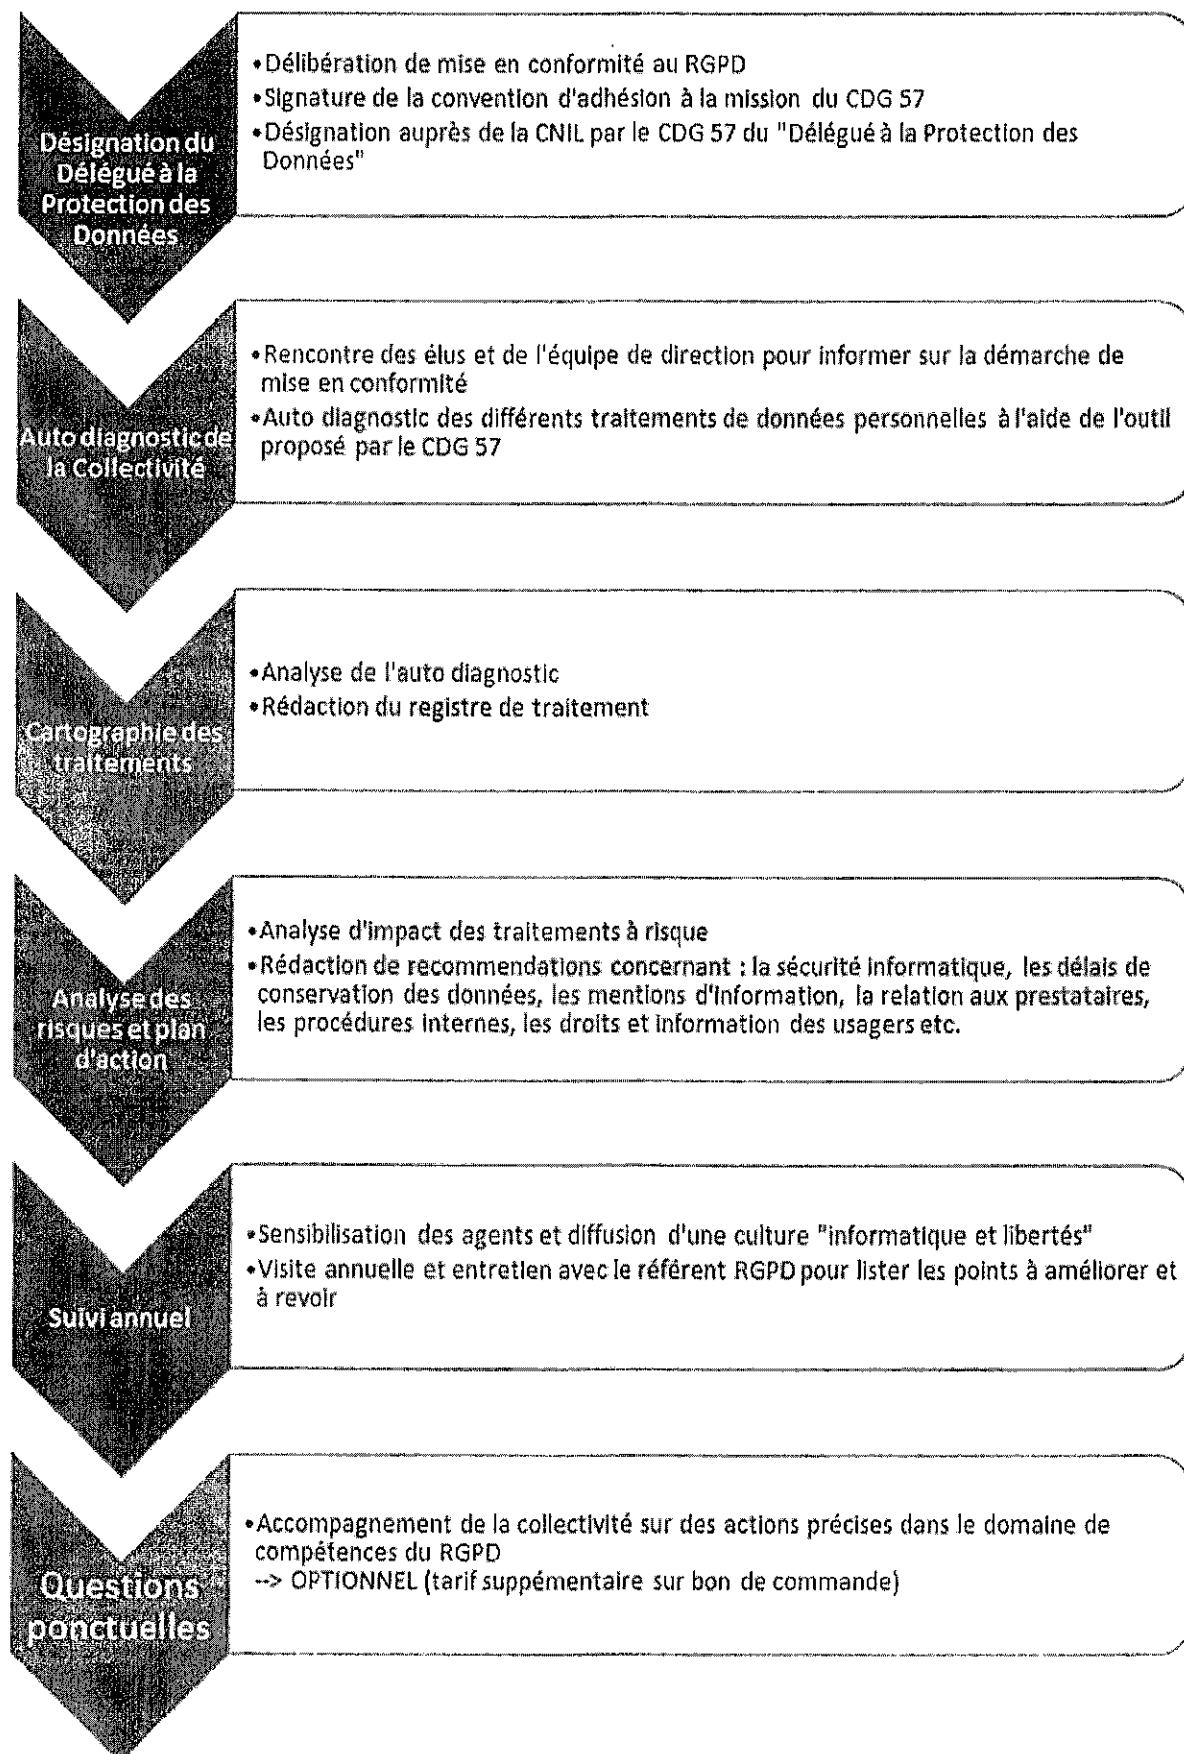 Désignation du
Délégué à la
Protection des
Données
•Délibération de mise en conformité au RGPD
•Signature de la convention d'adhésion à la mission du CDG 57
•Désignation auprès de la CNIL par le CDG 57 du "Délégué à la Protection des
Données"
Auto diagnostic de
la Collectivité
•Rencontre des élus et de l'équipe de direction pour informer sur la démarche de
mise en conformité
•Auto diagnostic des différents traitements de données personnelles à l'aide de l'outil
proposé par le CDG 57
Cartographie des
traitements
•Analyse de l'auto diagnostic
•Rédaction du registre de traitement
Analyse des
risques et plan
d'action
•Analyse d'impact des traitements à risque
•Rédaction de recommendations concernant : la sécurité informatique, les délais de
conservation des données, les mentions d'information, la relation aux prestataires,
les procédures internes, les droits et information des usagers etc.
Suivi annuel
•Sensibilisation des agents et diffusion d'une culture "informatique et libertés"
•Visite annuelle et entretien avec le référent RGPD pour lister les points à améliorer et
à revoir
Questions
ponctuelles
•Accompagnement de la collectivité sur des actions précises dans le domaine de
compétences du RGPD
--> OPTIONNEL (tarif suppémentaire sur bon de commande)